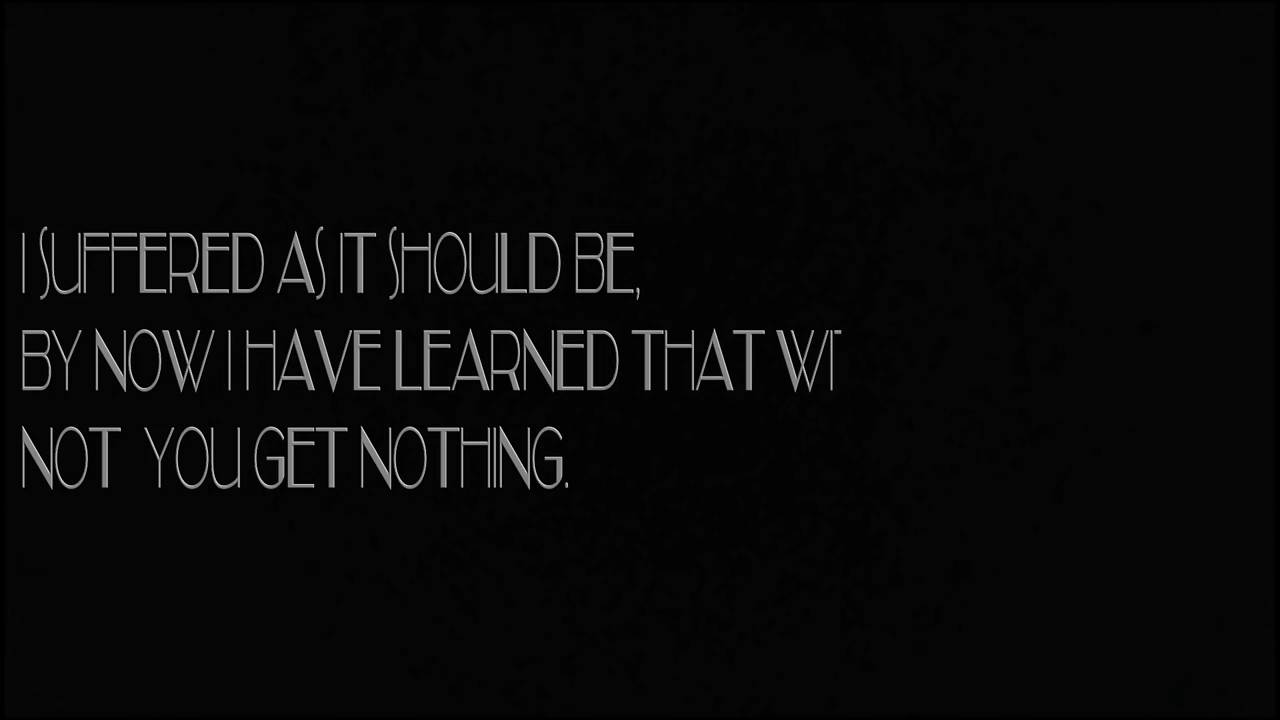 I SUFFERED AS IT SHOULD BE,
BY NOW I HAVE LEARNED THAT
NOT YOU GET NOTHING.